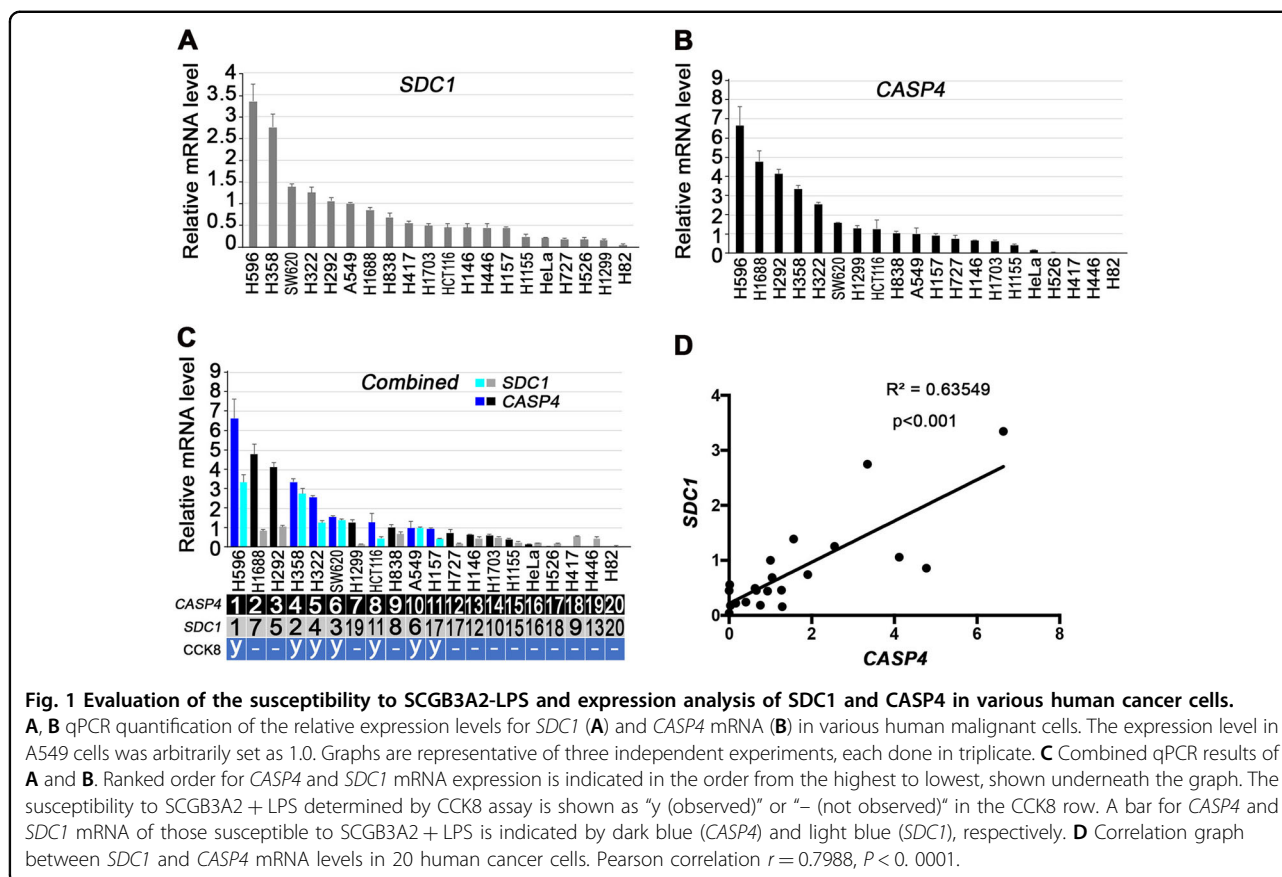 A
SDC1
Relative mRNA level
4
3.5
3
2.5
2
1.5
1
0.5
0
H596
H358
SW620
H322
H292
A549
H1688
H838
H417
H1703
HCT116
H146
H446
H157
H1155
HeLa
H727
H526
H1299
H82
B
CASP4
Relative mRNA level
9
8
7
6
5
4
3
2
1
0
H596
H1688
H292
H358
H322
SW620
H1299
HCT116
H838
A549
H157
H727
H146
H1703
H1155
HeLa
H526
H417
H446
H82
C
Combined
SDC1
CASP4
Relative mRNA level
9
8
7
6
5
4
3
2
1
0
H596
H1688
H292
H358
H322
SW620
H1299
HCT116
H838
A549
H157
H727
H146
H1703
H1155
HeLa
H526
H417
H446
H82
CASP4 1 2 3 4 5 6 7 8 9 10 11 12 13 14 15 16 17 18 19 20
SDC1 1 7 5 2 4 3 19 11 8 6 17 17 12 10 15 16 18 9 13 20
CCK8 y – – y y y – y – y y – – – – – – – – –
D
R² = 0.63549
p<0.001
SDC1
4
3
2
1
0
0 2 4 6 8
CASP4
Fig. 1 Evaluation of the susceptibility to SCGB3A2-LPS and expression analysis of SDC1 and CASP4 in various human cancer cells.
A, B qPCR quantification of the relative expression levels for SDC1 (A) and CASP4 mRNA (B) in various human malignant cells. The expression level in
A549 cells was arbitrarily set as 1.0. Graphs are representative of three independent experiments, each done in triplicate. C Combined qPCR results of
A and B. Ranked order for CASP4 and SDC1 mRNA expression is indicated in the order from the highest to lowest, shown underneath the graph. The
susceptibility to SCGB3A2 + LPS determined by CCK8 assay is shown as “y (observed)” or “– (not observed)“ in the CCK8 row. A bar for CASP4 and
SDC1 mRNA of those susceptible to SCGB3A2 + LPS is indicated by dark blue (CASP4) and light blue (SDC1), respectively. D Correlation graph
between SDC1 and CASP4 mRNA levels in 20 human cancer cells. Pearson correlation r = 0.7988, P < 0. 0001.